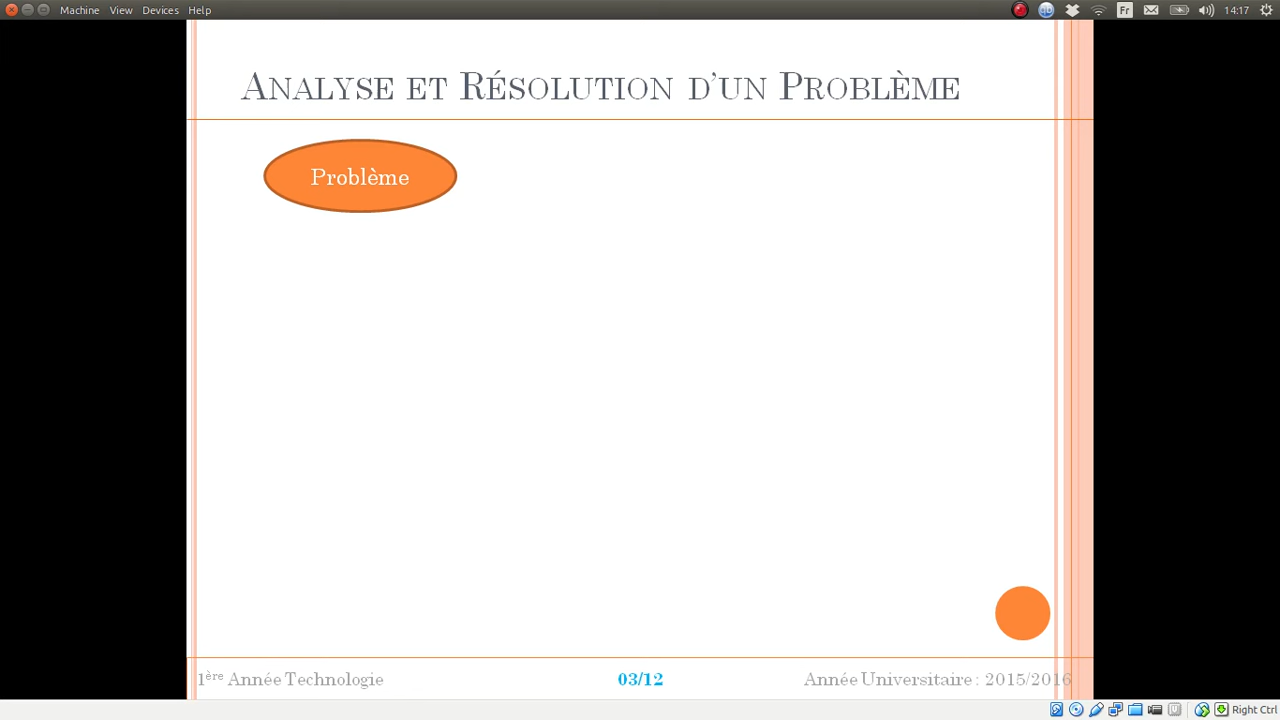 Machine View Devices Help
Fr 14:17
Analyse et Résolution d'un Problème
Problème
1ère Année Technologie 03/12 Année Universitaire : 2015/2016
Right Ctrl